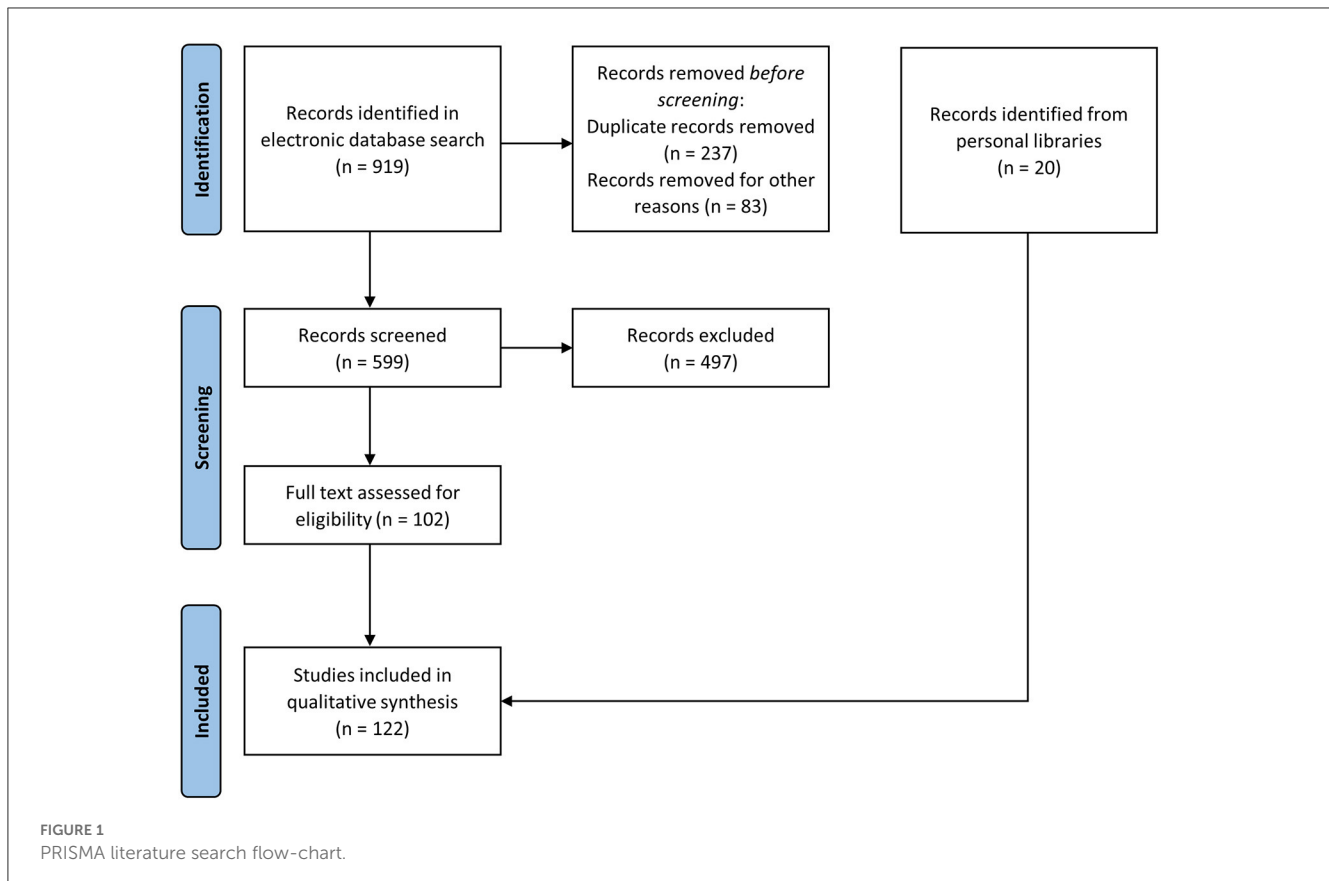 Identification
Records identified in
electronic database search
(n = 919)
Records removed before
screening:
Duplicate records removed
(n = 237)
Records removed for other
reasons (n = 83)
Records identified from
personal libraries
(n = 20)
Screening
Records screened
(n = 599)
Records excluded
(n = 497)
Full text assessed for
eligibility (n = 102)
Included
Studies included in
qualitative synthesis
(n = 122)
FIGURE 1
PRISMA literature search flow-chart.